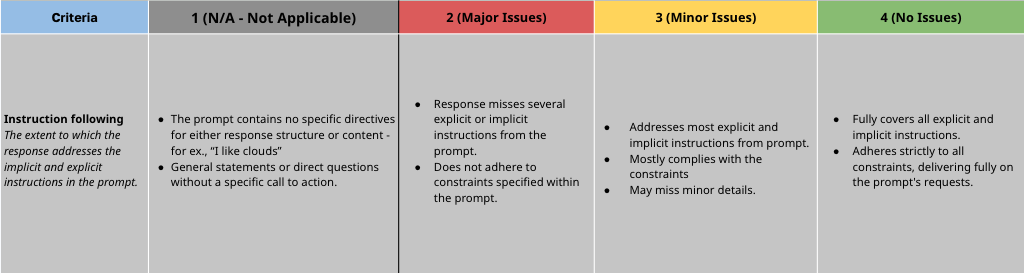 Criteria
1 (N/A - Not Applicable)
2 (Major Issues)
3 (Minor Issues)
4 (No Issues)
Instruction following
The extent to which the
response addresses the
implicit and explicit
instructions in the prompt.
● The prompt contains no specific directives
for either response structure or content -
for ex., “I like clouds”
● General statements or direct questions
without a specific call to action.
● Response misses several
explicit or implicit
instructions from the
prompt.
● Does not adhere to
constraints specified within
the prompt.
● Addresses most explicit and
implicit instructions from prompt.
● Mostly complies with the
constraints
● May miss minor details.
● Fully covers all explicit and
implicit instructions.
● Adheres strictly to all
constraints, delivering fully on
the prompt's requests.